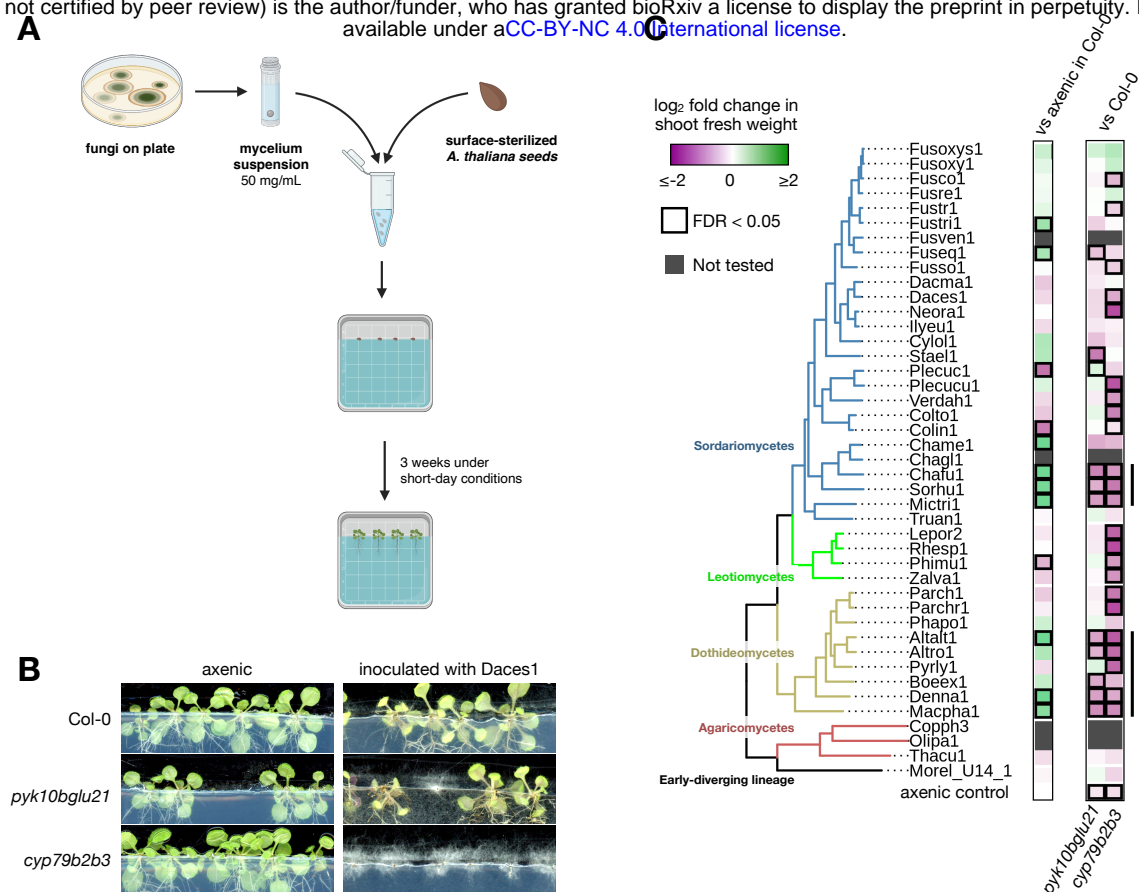 not certified by peer review) is the author/funder, who has granted bioRxiv a license to display the preprint in perpetuity.
available under aCC-BY-NC 4.0 International license.
A
fungi on plate
mycelium
suspension
50 mg/mL
surface-sterilized
A. thaliana seeds
3 weeks under
short-day conditions
B
axenic
inoculated with Daces1
Col-0
pyk10bglu21
cyp79b2b3
C
log2 fold change in
shoot fresh weight
≤-2
0
≥2
FDR < 0.05
Not tested
vs axenic in Col-0
vs Col-0
Fusoxys1
Fusoxy1
Fusco1
Fusre1
Fustr1
Fustri1
Fusven1
Fuseq1
Fusso1
Dacma1
Daces1
Neora1
Ilyeu1
Cylol1
Stael1
Plecuc1
Plecucu1
Verdah1
Colto1
Colin1
Sordariomycetes
Chame1
Chagl1
Chafu1
Sorhu1
Mictri1
Truan1
Lepor2
Rhesp1
Phimu1
Leotiomycetes
Zalva1
Parch1
Parchr1
Phapo1
Altalt1
Dothideomycetes
Altro1
Pyrly1
Boeex1
Denna1
Macpha1
Agaricomycetes
Copph3
Olipa1
Thacu1
Early-diverging lineage
Morel_U14_1
axenic control
pyk10bglu21
cyp79b2b3